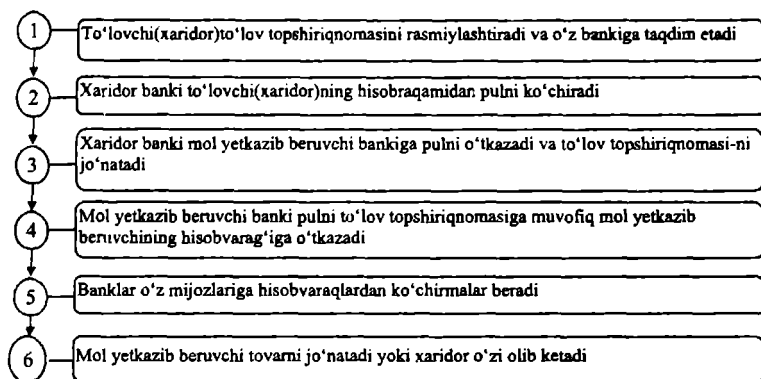 1
To‘lovchi(xaridor)to‘lov topshiriqnomasini rasmiylashtiradi va o‘z bankiga taqdim etadi
2
Xaridor banki to‘lovchi(xaridor)ning hisobraqamidan pulni ko‘chiradi
3
Xaridor banki mol yetkazib beruvchi bankiga pulni o‘tkazadi va to‘lov topshiriqnomasi-ni
jo‘natadi
4
Mol yetkazib beruvchi banki pulni to‘lov topshiriqnomasiga muvofiq mol yetkazib
beruvchining hisobvarag‘iga o‘tkazadi
5
Banklar o‘z mijozlariga hisobvaraqlardan ko‘chirmalar beradi
6
Mol yetkazib beruvchi tovarni jo‘natadi yoki xaridor o‘zi olib ketadi